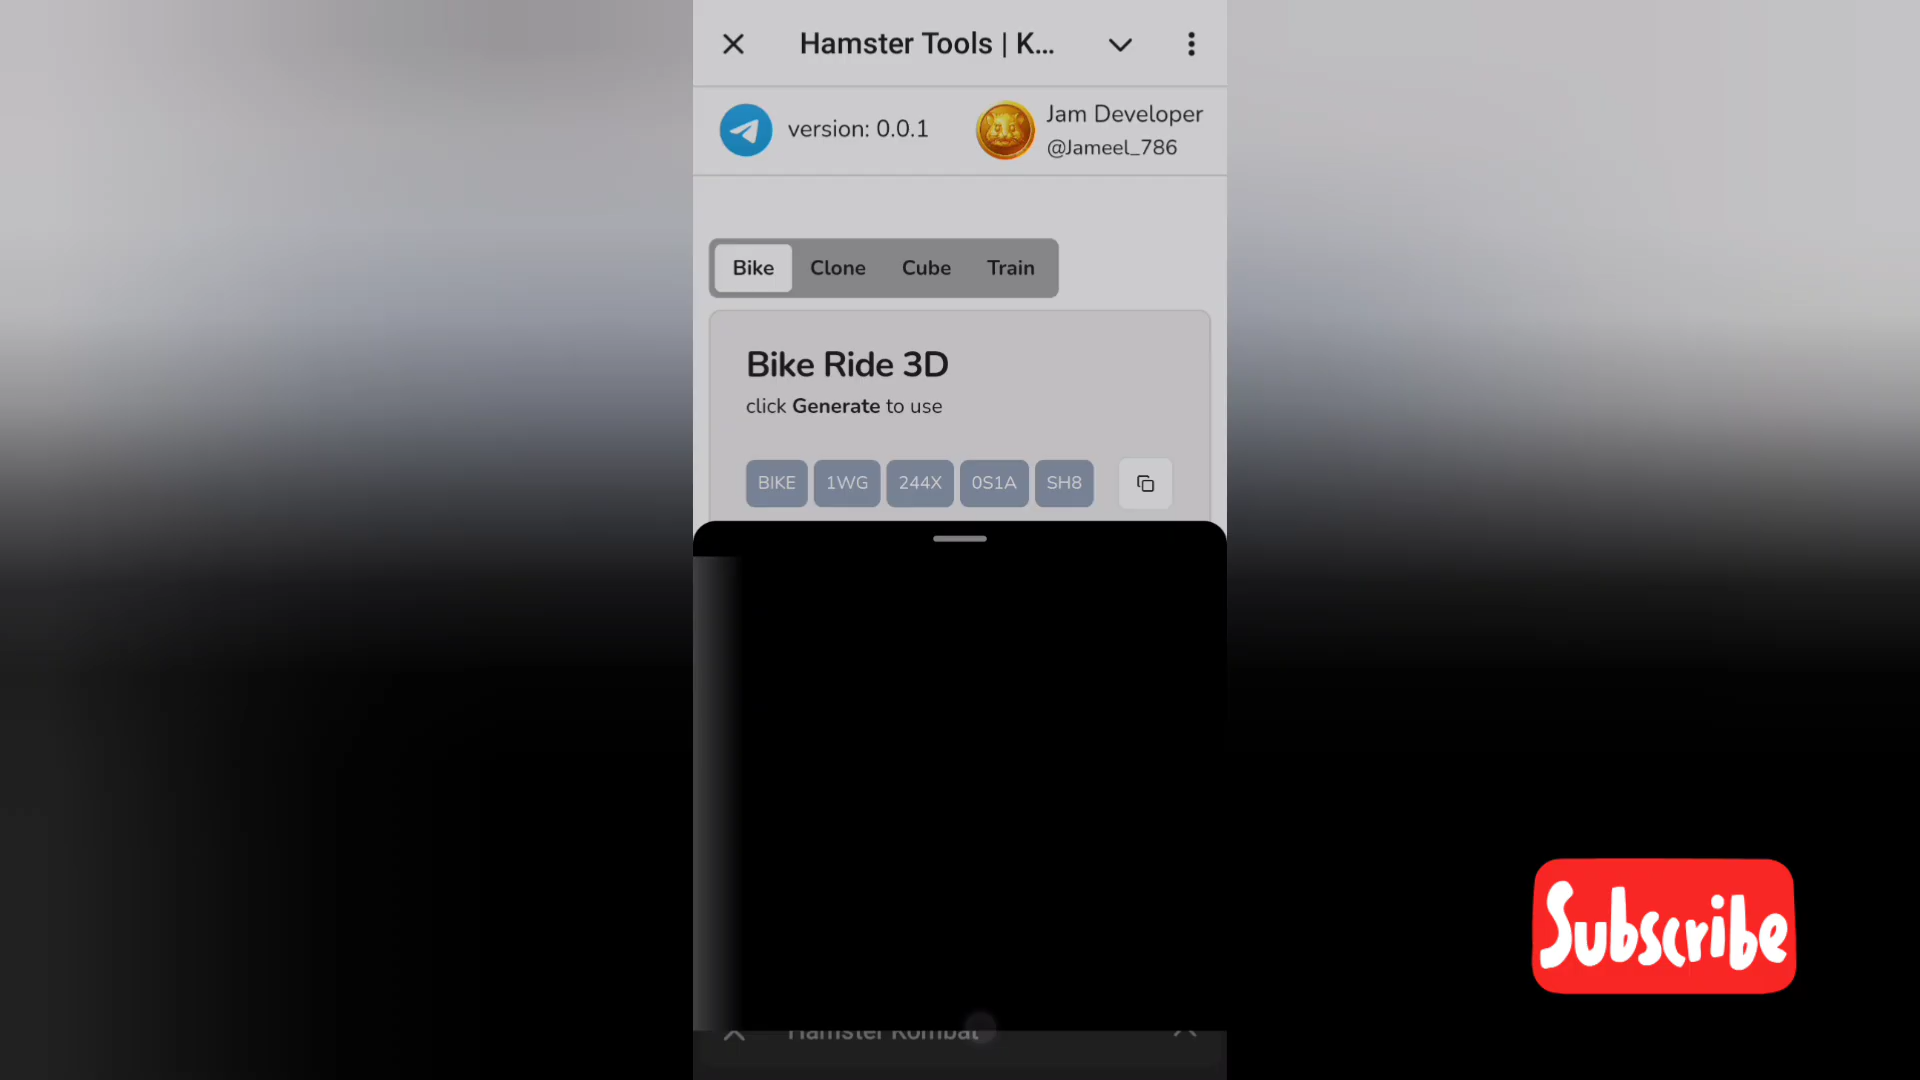 Hamster Tools | K...
version: 0.0.1
Jam Developer
@Jameel_786
Bike Clone Cube Train
Bike Ride 3D
click Generate to use
BIKE 1WG 244X 0S1A SH8
Hamster Kombat
Subscribe